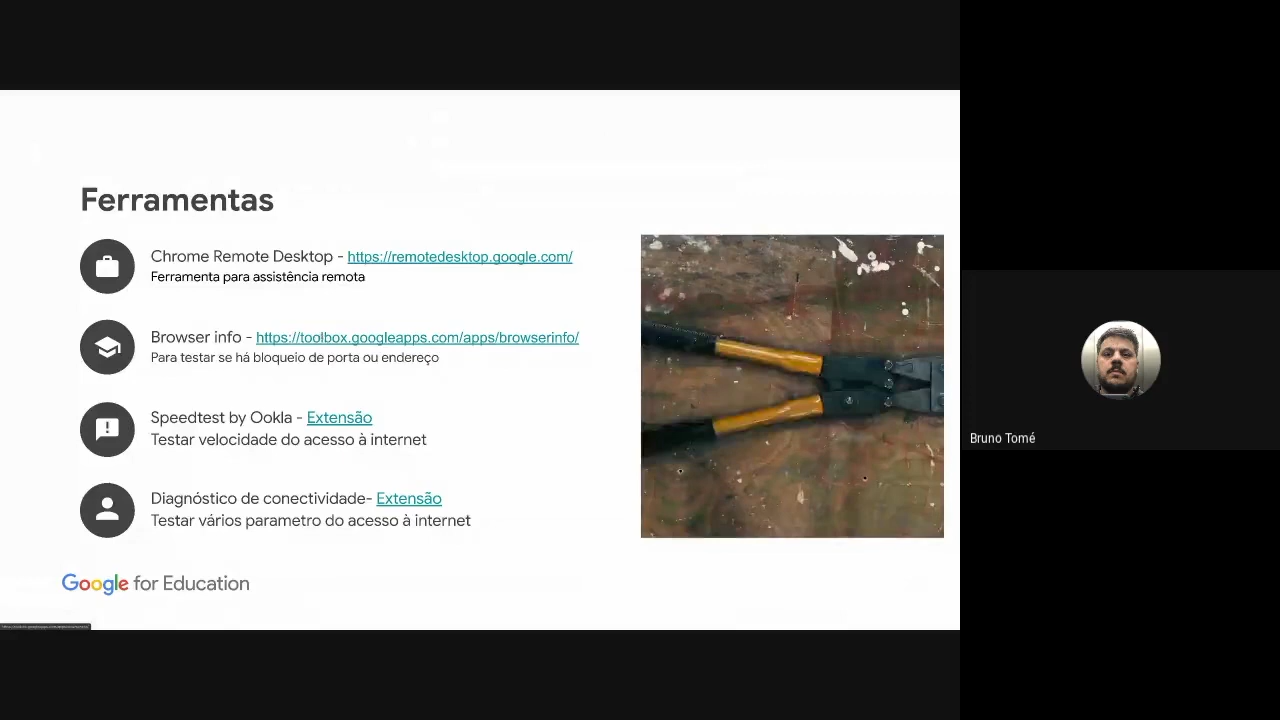 Ferramentas
Chrome Remote Desktop - https://remotedesktop.google.com/
Ferramenta para assistência remota
Browser info - https://toolbox.googleapps.com/apps/browserinfo/
Para testar se há bloqueio de porta ou endereço
Speedtest by Ookla - Extensão
Testar velocidade do acesso à internet
Diagnóstico de conectividade- Extensão
Testar vários parametro do acesso à internet
Google for Education
Bruno Tomé